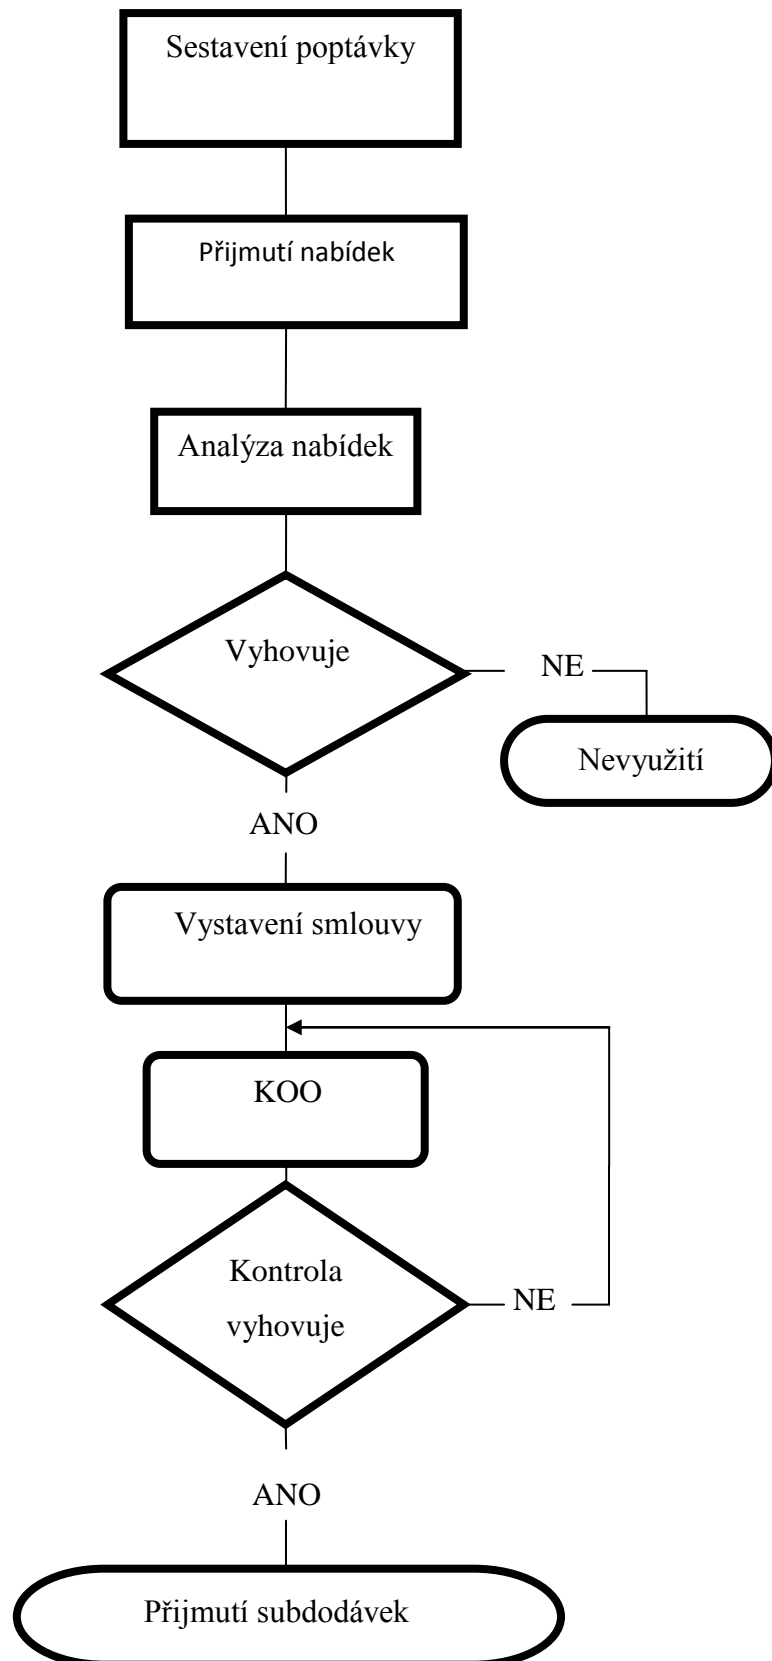 Sestavení poptávky
Přijmutí nabídek
Analýza nabídek
Vyhovuje
NE
Nevyužití
ANO
Vystavení smlouvy
KOO
Kontrola
vyhovuje
NE
ANO
Přijmutí subdodávek